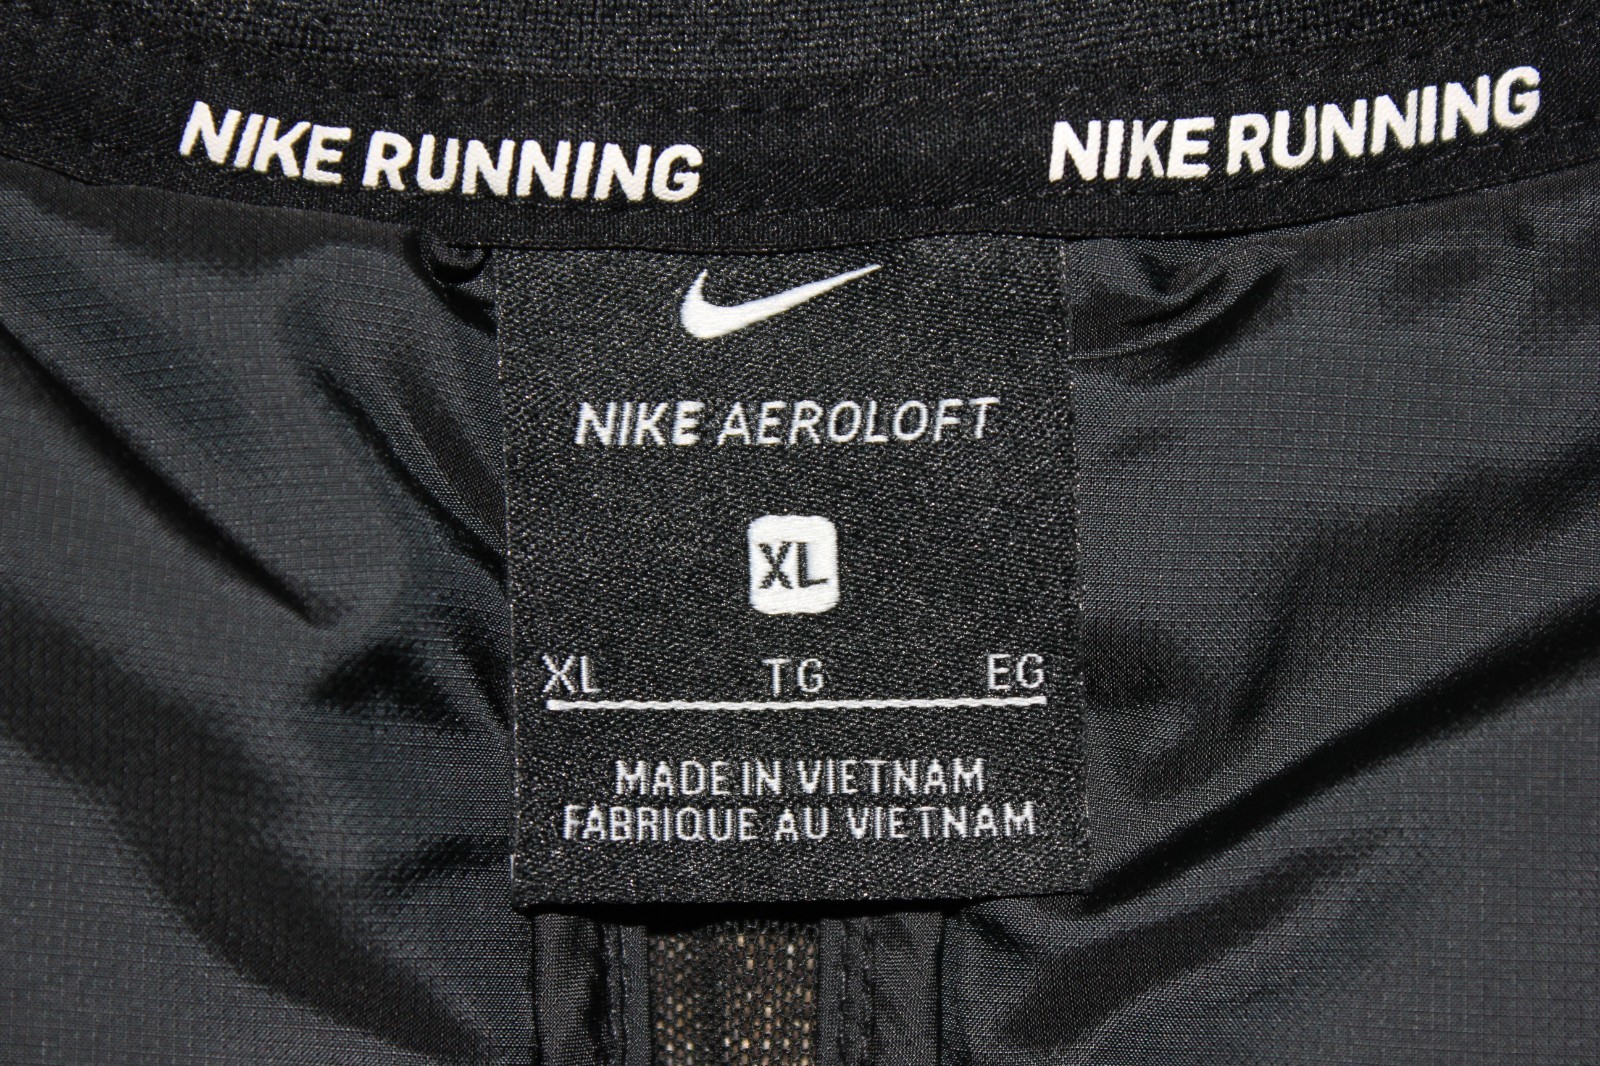 NIKE RUNNING NIKE RUNNING
NIKE AEROLOFT
XL
XL TG EG
MADE IN VIETNAM
FABRIQUE AU VIETNAM